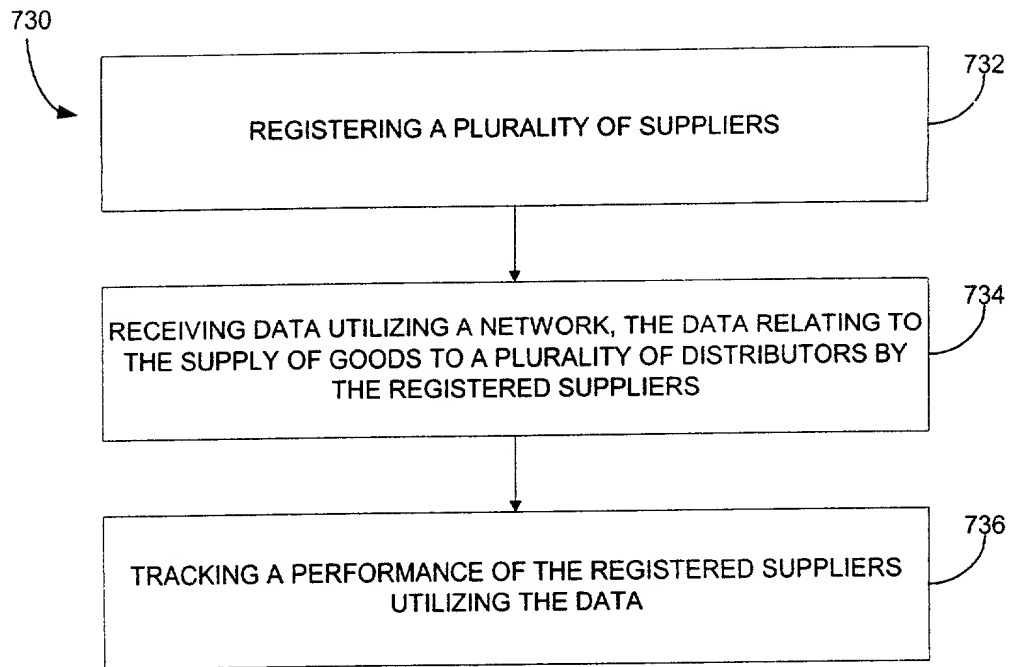 730
732
REGISTERING A PLURALITY OF SUPPLIERS
734
RECEIVING DATA UTILIZING A NETWORK, THE DATA RELATING TO
THE SUPPLY OF GOODS TO A PLURALITY OF DISTRIBUTORS BY
THE REGISTERED SUPPLIERS
736
TRACKING A PERFORMANCE OF THE REGISTERED SUPPLIERS
UTILIZING THE DATA